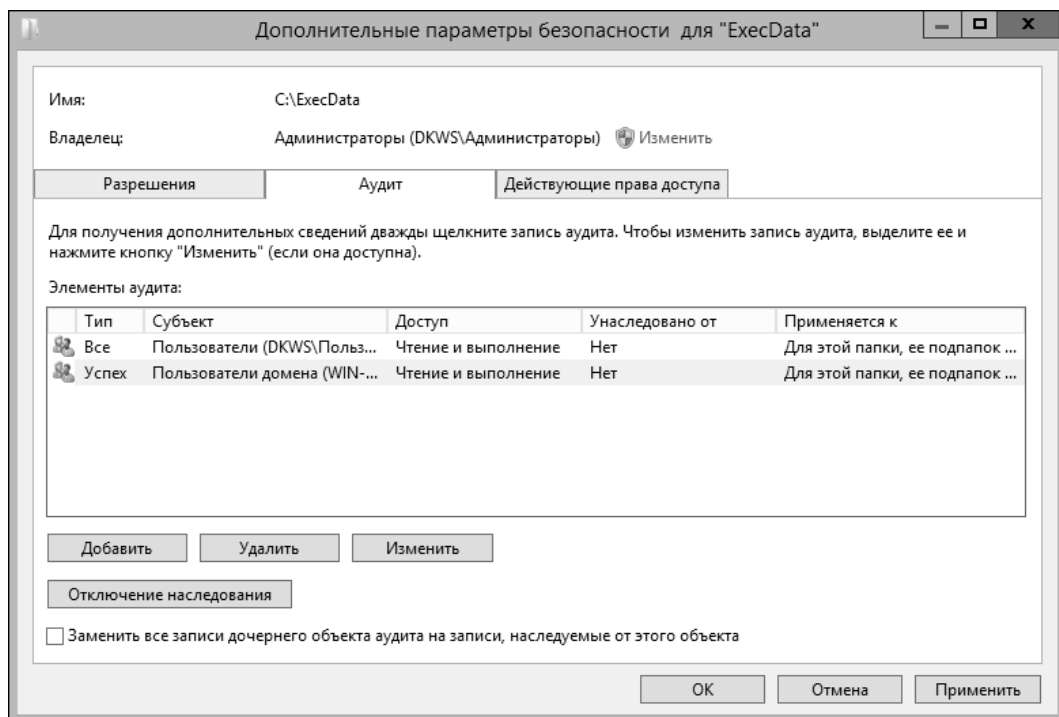 Дополнительные параметры безопасности для "ExecData"
Имя: C:\ExecData
Владелец: Администраторы (DKWS\Администраторы) Изменить
Разрешения Аудит Действующие права доступа
Для получения дополнительных сведений дважды щелкните запись аудита. Чтобы изменить запись аудита, выделите ее и
нажмите кнопку "Изменить" (если она доступна).
Элементы аудита:
Тип Субъект Доступ Унаследовано от Применяется к
Все Пользователи (DKWS\Польз... Чтение и выполнение Нет Для этой папки, ее подпапок ...
Успех Пользователи домена (WIN-... Чтение и выполнение Нет Для этой папки, ее подпапок ...
Добавить Удалить Изменить
Отключение наследования
Заменить все записи дочернего объекта аудита на записи, наследуемые от этого объекта
ОК Отмена Применить